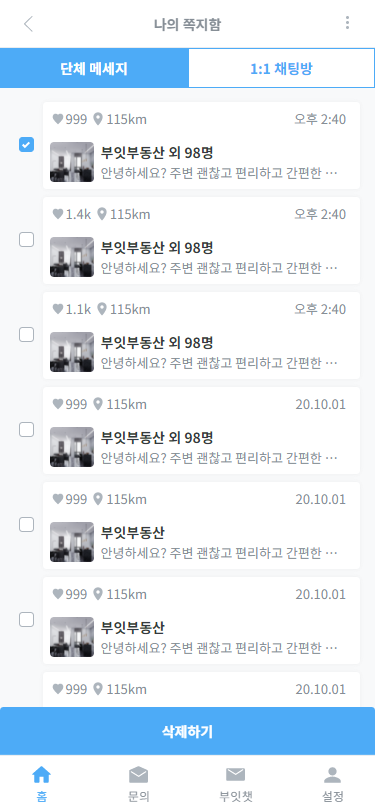 나의 쪽지함
단체 메세지
1:1 채팅방
999 115km 오후 2:40
부잇부동산 외 98명
안녕하세요? 주변 괜찮고 편리하고 간편한 ···
1.4k 115km 오후 2:40
부잇부동산 외 98명
안녕하세요? 주변 괜찮고 편리하고 간편한 ···
1.1k 115km 오후 2:40
부잇부동산 외 98명
안녕하세요? 주변 괜찮고 편리하고 간편한 ···
999 115km 20.10.01
부잇부동산 외 98명
안녕하세요? 주변 괜찮고 편리하고 간편한 ···
999 115km 20.10.01
부잇부동산
안녕하세요? 주변 괜찮고 편리하고 간편한 ···
999 115km 20.10.01
부잇부동산
안녕하세요? 주변 괜찮고 편리하고 간편한 ···
999 115km 20.10.01
삭제하기
홈 문의 부잇챗 설정